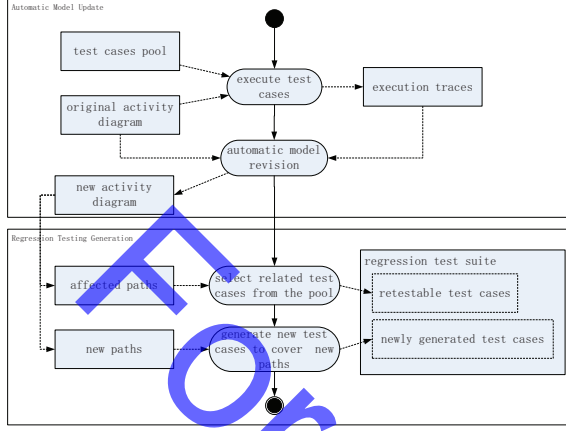 Automatic Model Update
test cases pool
execute test
cases
execution traces
original activity
diagram
automatic model
revision
new activity
diagram
Regression Testing Generation
regression test suite
affected paths
select related test
cases from the pool
retestable test cases
new paths
generate new test
cases to cover new
paths
newly generated test cases
For